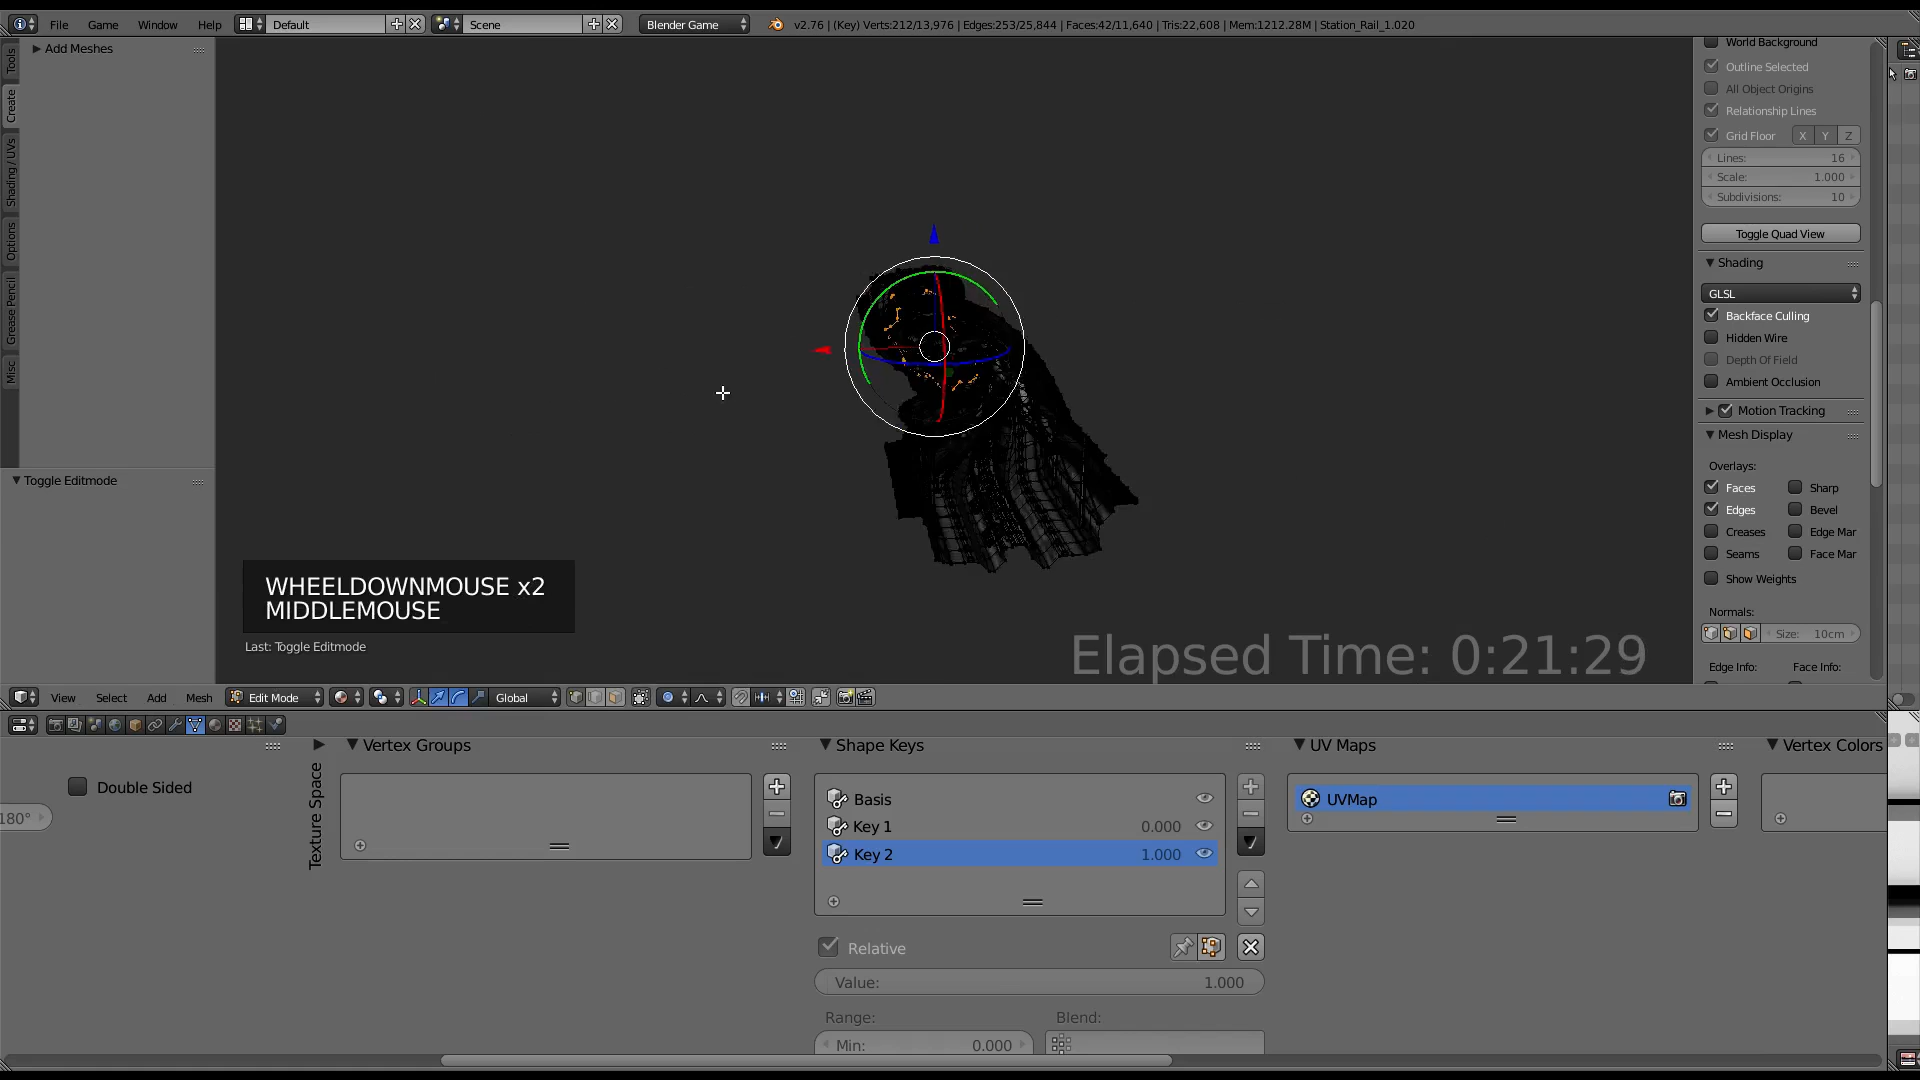 File Game Window Help Default Scene Blender Game v2.76 | (Key) Verts:212/13,976 | Edges:253/25,844 | Faces:42/11,640 | Tris:22,608 | Mem:1212.28M | Station_Rail_1.020
Add Meshes
Tools
Create
Shading / UVs
Options
Grease Pencil
Misc
Toggle Editmode
WHEELDOWNMOUSE x2
MIDDLEMOUSE
Last: Toggle Editmode
Elapsed Time: 0:21:29
World Background
Outline Selected
All Object Origins
Relationship Lines
Grid Floor X Y Z
Lines: 16
Scale: 1.000
Subdivisions: 10
Toggle Quad View
Shading
GLSL
Backface Culling
Hidden Wire
Depth Of Field
Ambient Occlusion
Motion Tracking
Mesh Display
Overlays:
Faces Sharp
Edges Bevel
Creases Edge Mar
Seams Face Mar
Show Weights
Normals:
Size: 10cm
Edge Info: Face Info:
View Select Add Mesh Edit Mode Global
Double Sided
180°
Texture Space
Vertex Groups
Shape Keys
Basis
Key 1 0.000
Key 2 1.000
Relative
Value: 1.000
Range: Blend:
Min: 0.000
UV Maps
UVMap
Vertex Colors